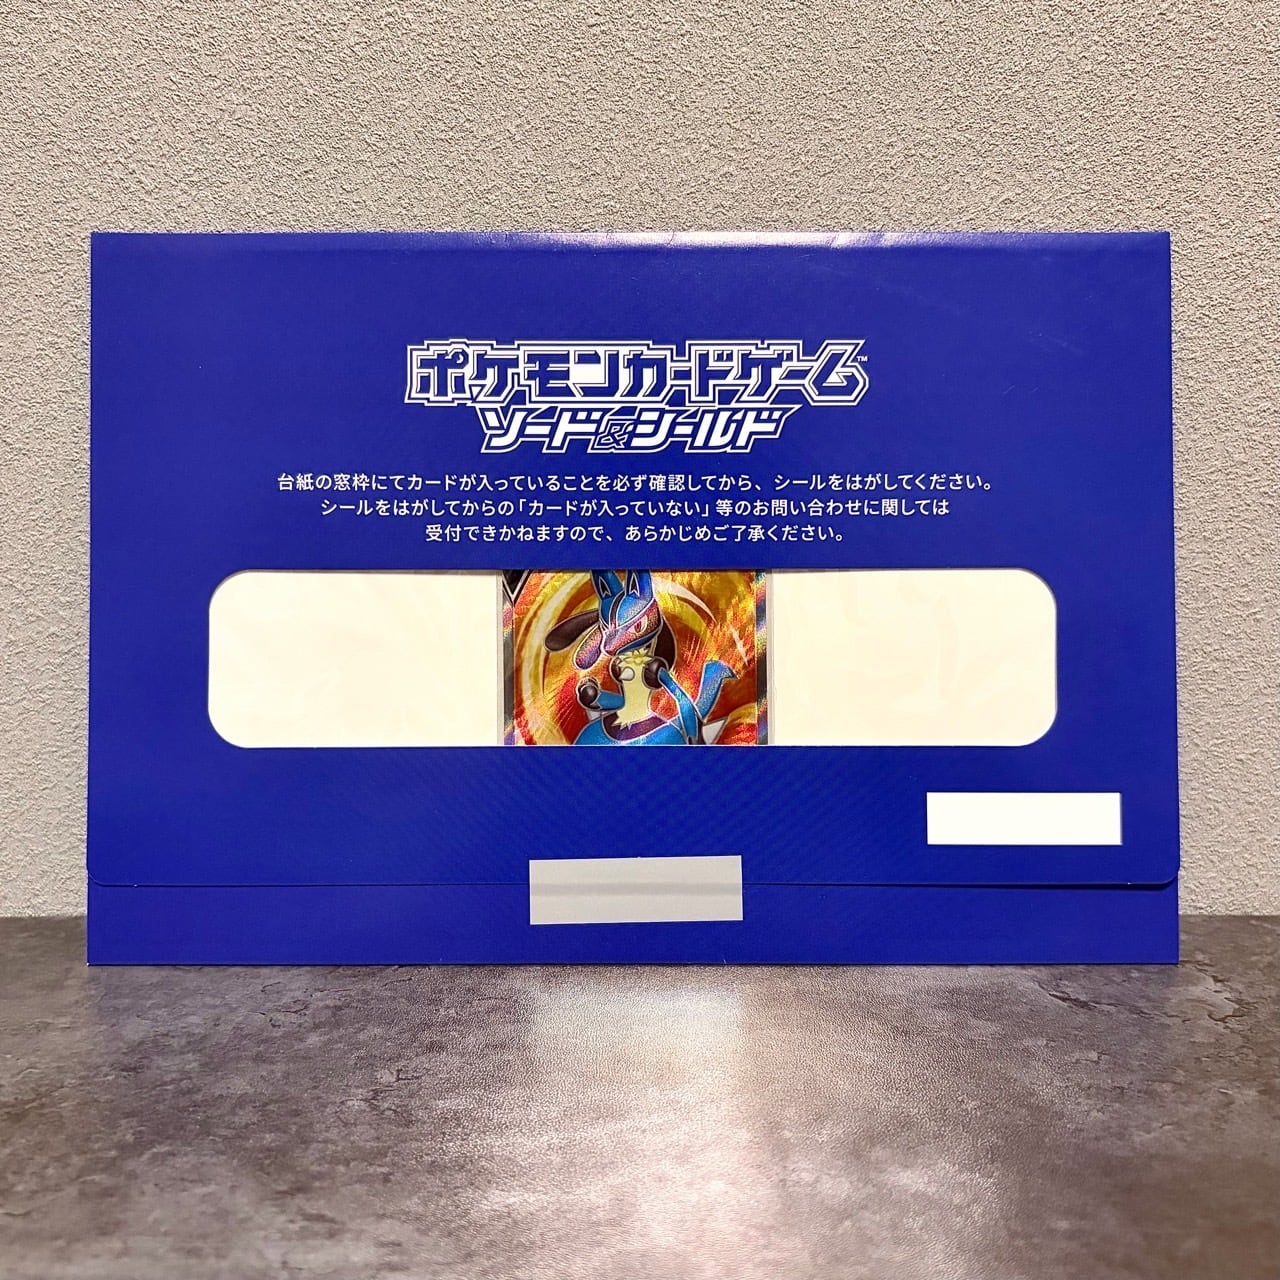 ポケモンカードゲーム™
ソード&シールド
台紙の窓枠にてカードが入っていることを必ず確認してから、シールをはがしてください。
シールをはがしてからの「カードが入っていない」等のお問い合わせに関しては
受付できかねますので、あらかじめご了承ください。